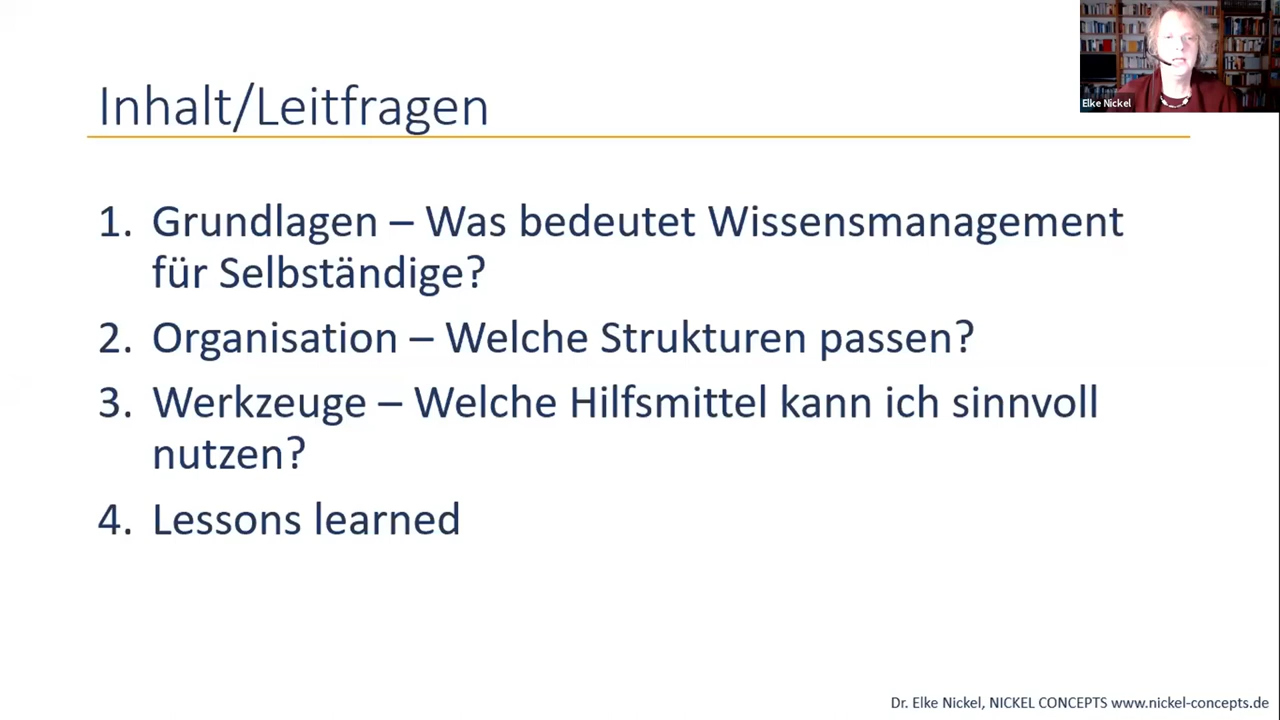 Inhalt/Leitfragen
Elke Nickel
1. Grundlagen – Was bedeutet Wissensmanagement
für Selbständige?
2. Organisation – Welche Strukturen passen?
3. Werkzeuge – Welche Hilfsmittel kann ich sinnvoll
nutzen?
4. Lessons learned
Dr. Elke Nickel, NICKEL CONCEPTS www.nickel-concepts.de